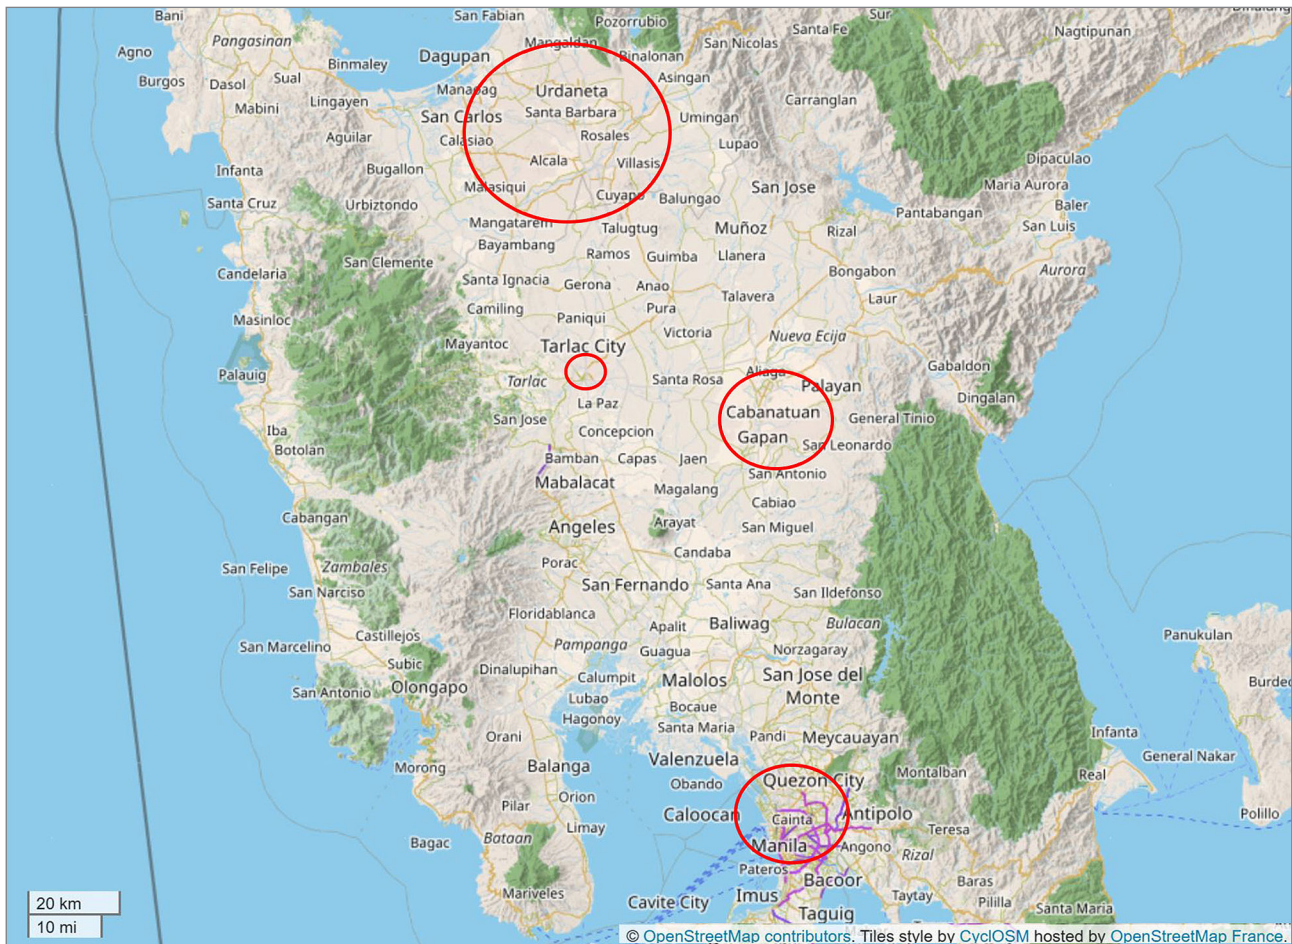 Bani
San Fabian
Pozorrubio
Sur
Santa Fe
Nagtipunan
Pangasinan
Mangaldan
San Nicolas
Agno
Binmaley
Dagupan
Binalonan
Burgos
Dasol
Sual
Asingan
Manaoag
Urdaneta
Mabini
Lingayen
San Carlos
Santa Barbara
Umingan
Carranglan
Aguilar
Calasiao
Rosales
Lupao
Infanta
Bugallon
Alcala
Villasis
Dipaculao
Santa Cruz
Urbiztondo
Malasiqui
Cuyapo
Balungao
San Jose
Maria Aurora
Pantabangan
Baler
Mangatarem
Talugtug
Muñoz
Rizal
San Luis
Bayambang
Candelaria
San Clemente
Ramos
Guimba
Llanera
Bongabon
Aurora
Santa Ignacia
Gerona
Anao
Talavera
Laur
Masinloc
Camiling
Paniqui
Pura
Victoria
Nueva Ecija
Mayantoc
Tarlac City
Palauig
Tarlac
Santa Rosa
Aliaga
Palayan
Gabaldon
Dingalan
La Paz
Cabanatuan
General Tinio
Iba
San Jose
Concepcion
Gapan
San Leonardo
Botolan
Bamban
Capas
Jaen
San Antonio
Mabalacat
Magalang
Cabiao
Cabangan
Angeles
Arayat
San Miguel
San Felipe
Zambales
Porac
Candaba
San Narciso
San Fernando
Santa Ana
San Ildefonso
Floridablanca
Apalit
Baliwag
Bulacan
San Marcelino
Castillejos
Pampanga
Guagua
Norzagaray
Panukulan
Subic
Dinalupihan
Calumpit
Malolos
San Jose del
Monte
San Antonio
Olongapo
Lubao
Bocaue
Hagonoy
Santa Maria
Pandi
Meycauayan
Infanta
Orani
Valenzuela
General Nakar
Morong
Balanga
Obando
Quezon City
Montalban
Real
Pilar
Orion
Caloocan
Cainta
Antipolo
Polillo
Bagac
Bataan
Limay
Manila
Angono
Teresa
Rizal
Pateros
Bacoor
Baras
Mariveles
Cavite City
Imus
Taguig
Taytay
Pililla
Santa Maria
20 km
10 mi
© OpenStreetMap contributors. Tiles style by CyclOSM hosted by OpenStreetMap France.